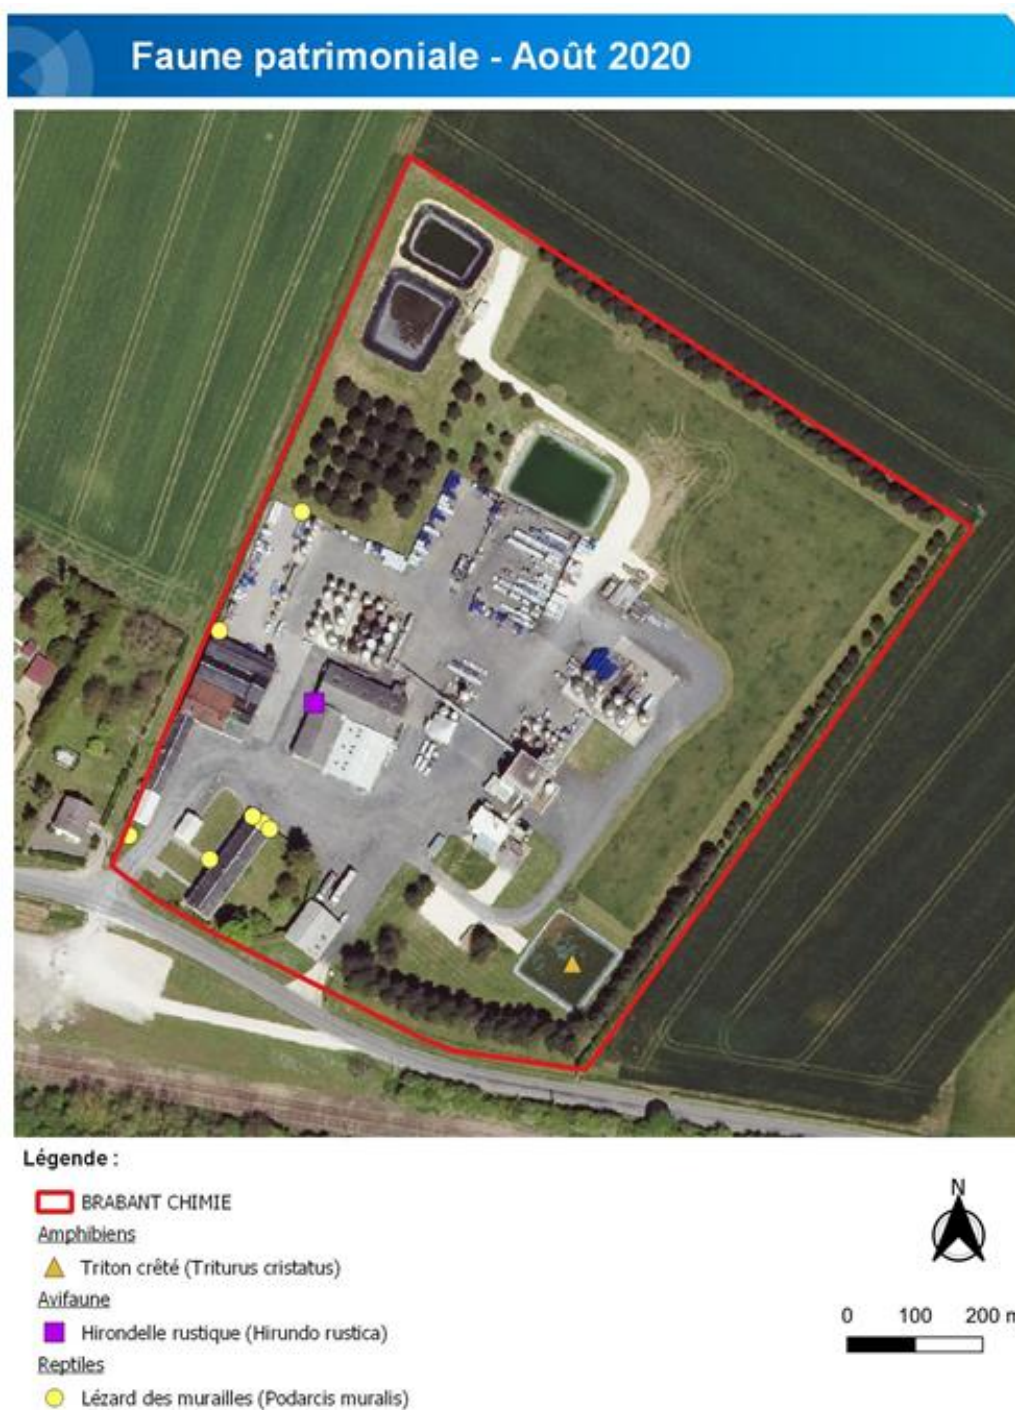 Faune patrimoniale - Août 2020
Légende :
BRABANT CHIMIE
Amphibiens
Triton crêté (Triturus cristatus)
Avifaune
Hirondelle rustique (Hirundo rustica)
Reptiles
Lézard des murailles (Podarcis muralis)
N
0 100 200 m